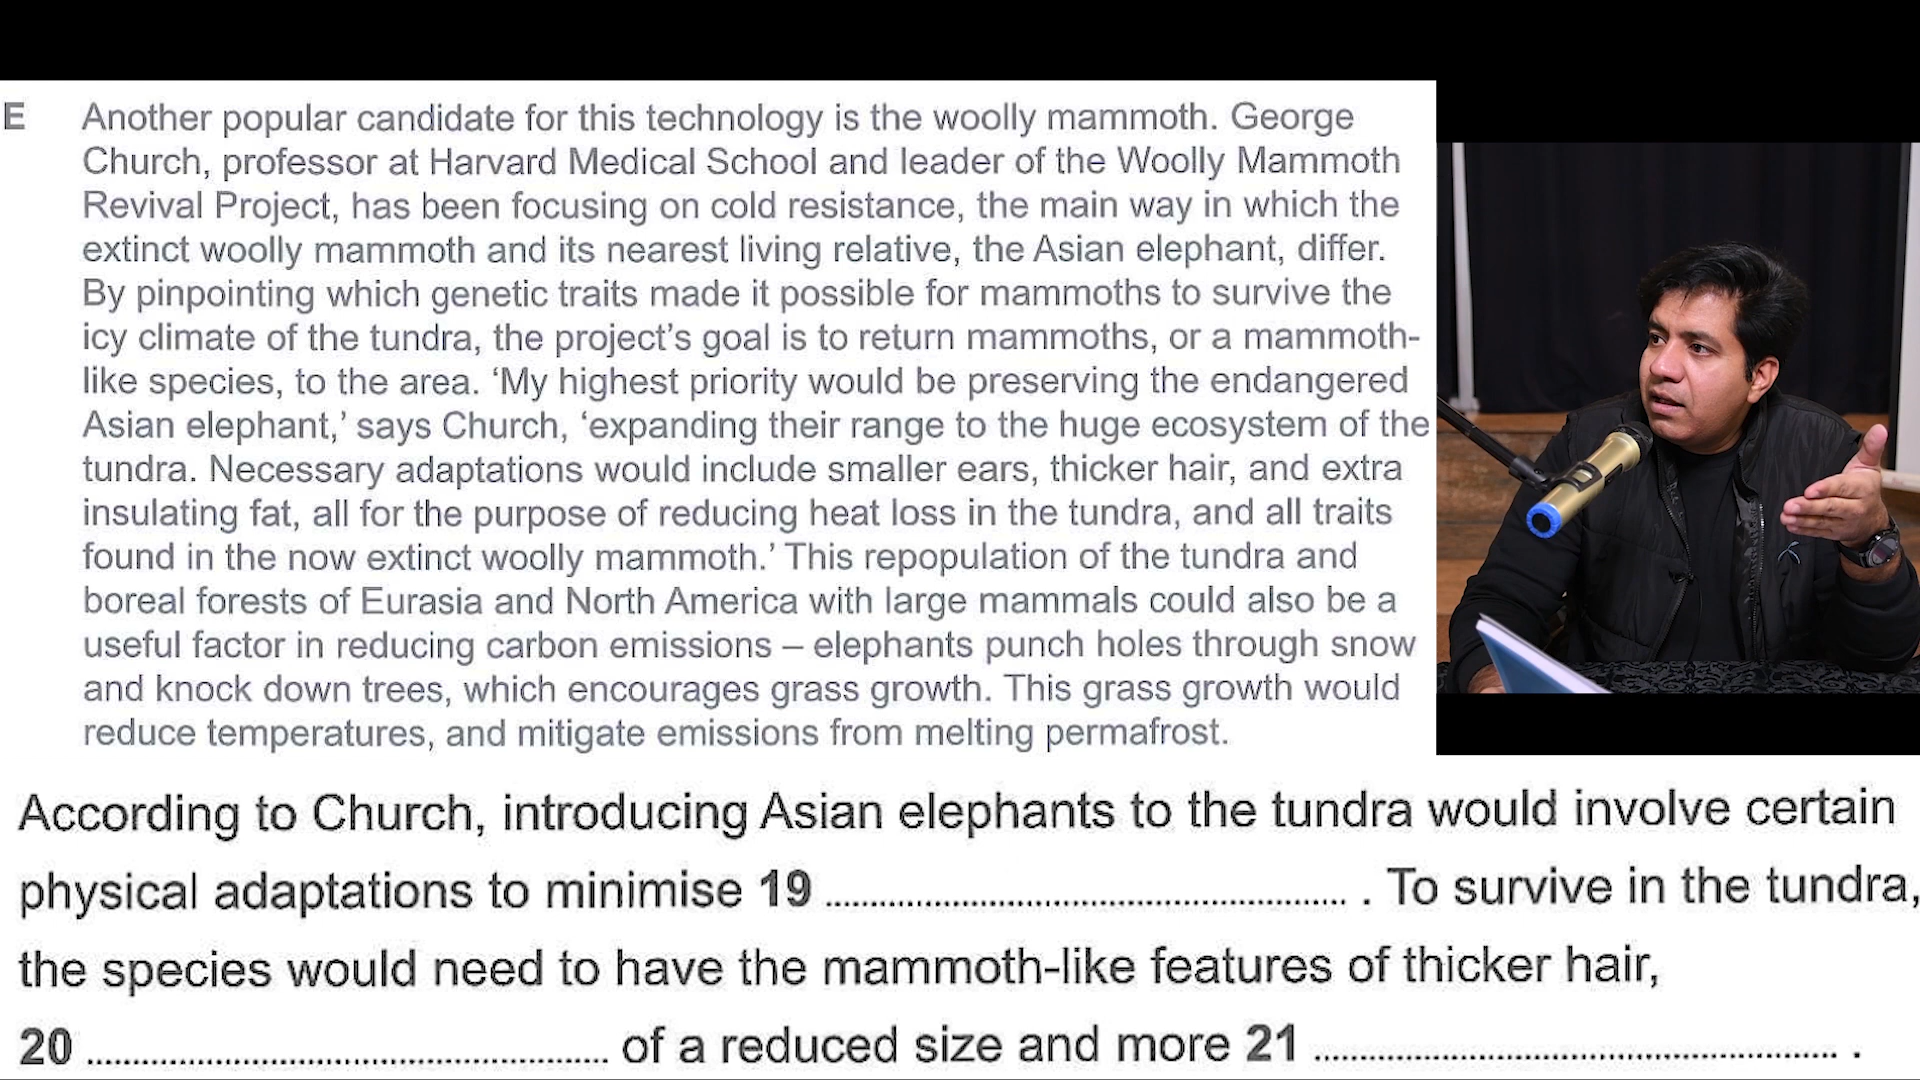 E Another popular candidate for this technology is the woolly mammoth. George
Church, professor at Harvard Medical School and leader of the Woolly Mammoth
Revival Project, has been focusing on cold resistance, the main way in which the
extinct woolly mammoth and its nearest living relative, the Asian elephant, differ.
By pinpointing which genetic traits made it possible for mammoths to survive the
icy climate of the tundra, the project's goal is to return mammoths, or a mammoth-
like species, to the area. ‘My highest priority would be preserving the endangered
Asian elephant,’ says Church, ‘expanding their range to the huge ecosystem of the
tundra. Necessary adaptations would include smaller ears, thicker hair, and extra
insulating fat, all for the purpose of reducing heat loss in the tundra, and all traits
found in the now extinct woolly mammoth.’ This repopulation of the tundra and
boreal forests of Eurasia and North America with large mammals could also be a
useful factor in reducing carbon emissions – elephants punch holes through snow
and knock down trees, which encourages grass growth. This grass growth would
reduce temperatures, and mitigate emissions from melting permafrost.
According to Church, introducing Asian elephants to the tundra would involve certain
physical adaptations to minimise 19 .................... . To survive in the tundra,
the species would need to have the mammoth-like features of thicker hair,
20 .................... of a reduced size and more 21 .................... .